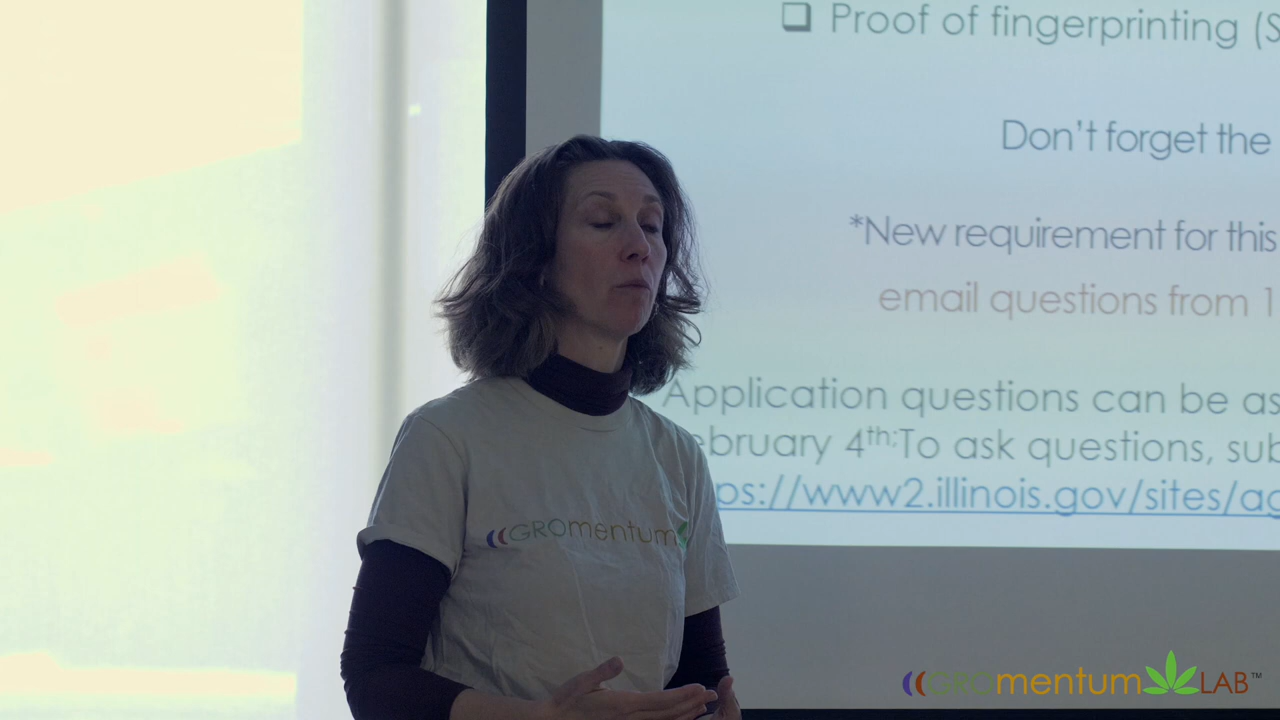 ❑ Proof of fingerprinting (S
Don't forget the
*New requirement for this
email questions from 1
Application questions can be as
ebruary 4th;To ask questions, sub
ps://www2.illinois.gov/sites/ag
GROmentum
GROmentum LAB™